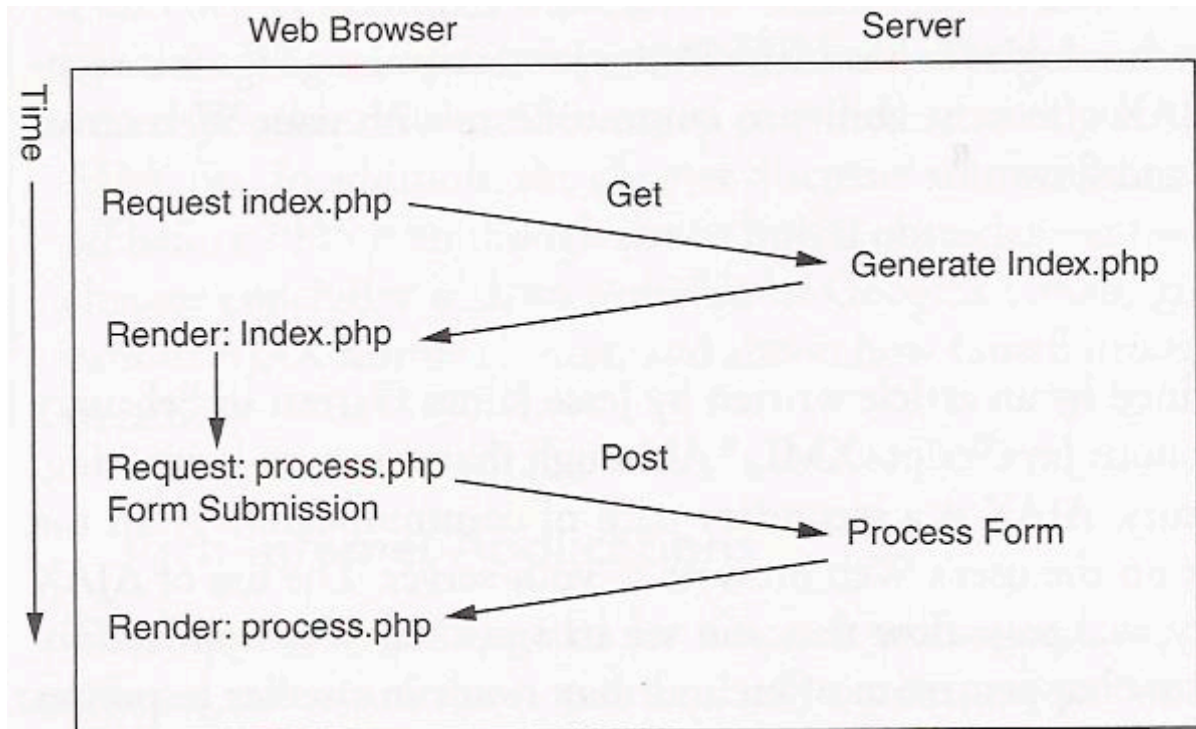 Web Browser
Server
Time
Request index.php
Get
Generate Index.php
Render: Index.php
Request: process.php
Form Submission
Post
Process Form
Render: process.php